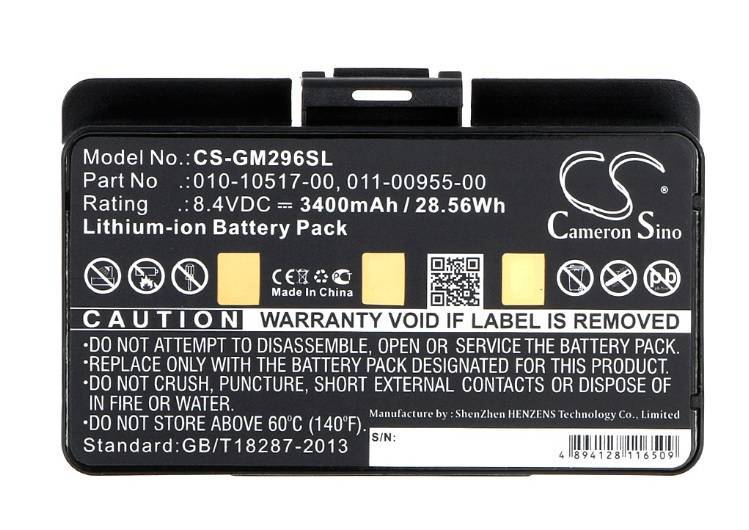 Model No.:CS-GM296SL
Part No    :010-10517-00, 011-00955-00
Rating      :8.4VDC ⎓ 3400mAh / 28.56Wh
Lithium-ion Battery Pack
CS
Cameron Sino
CE
Made In China
Pb
CAUTION WARRANTY VOID IF LABEL IS REMOVED
•DO NOT ATTEMPT TO DISASSEMBLE, OPEN OR SERVICE THE BATTERY PACK.
•REPLACE ONLY WITH THE BATTERY PACK DESIGNATED FOR THIS PRODUCT
•DO NOT CRUSH, PUNCTURE, SHORT EXTERNAL CONTACTS OR DISPOSE OF
IN FIRE OR WATER.
•DO NOT STORE ABOVE 60°C (140°F).
Manufacture by : ShenZhen HENZENS Technology Co., Limited
Standard:GB/T18287-2013
S/N:
4 894128 116509